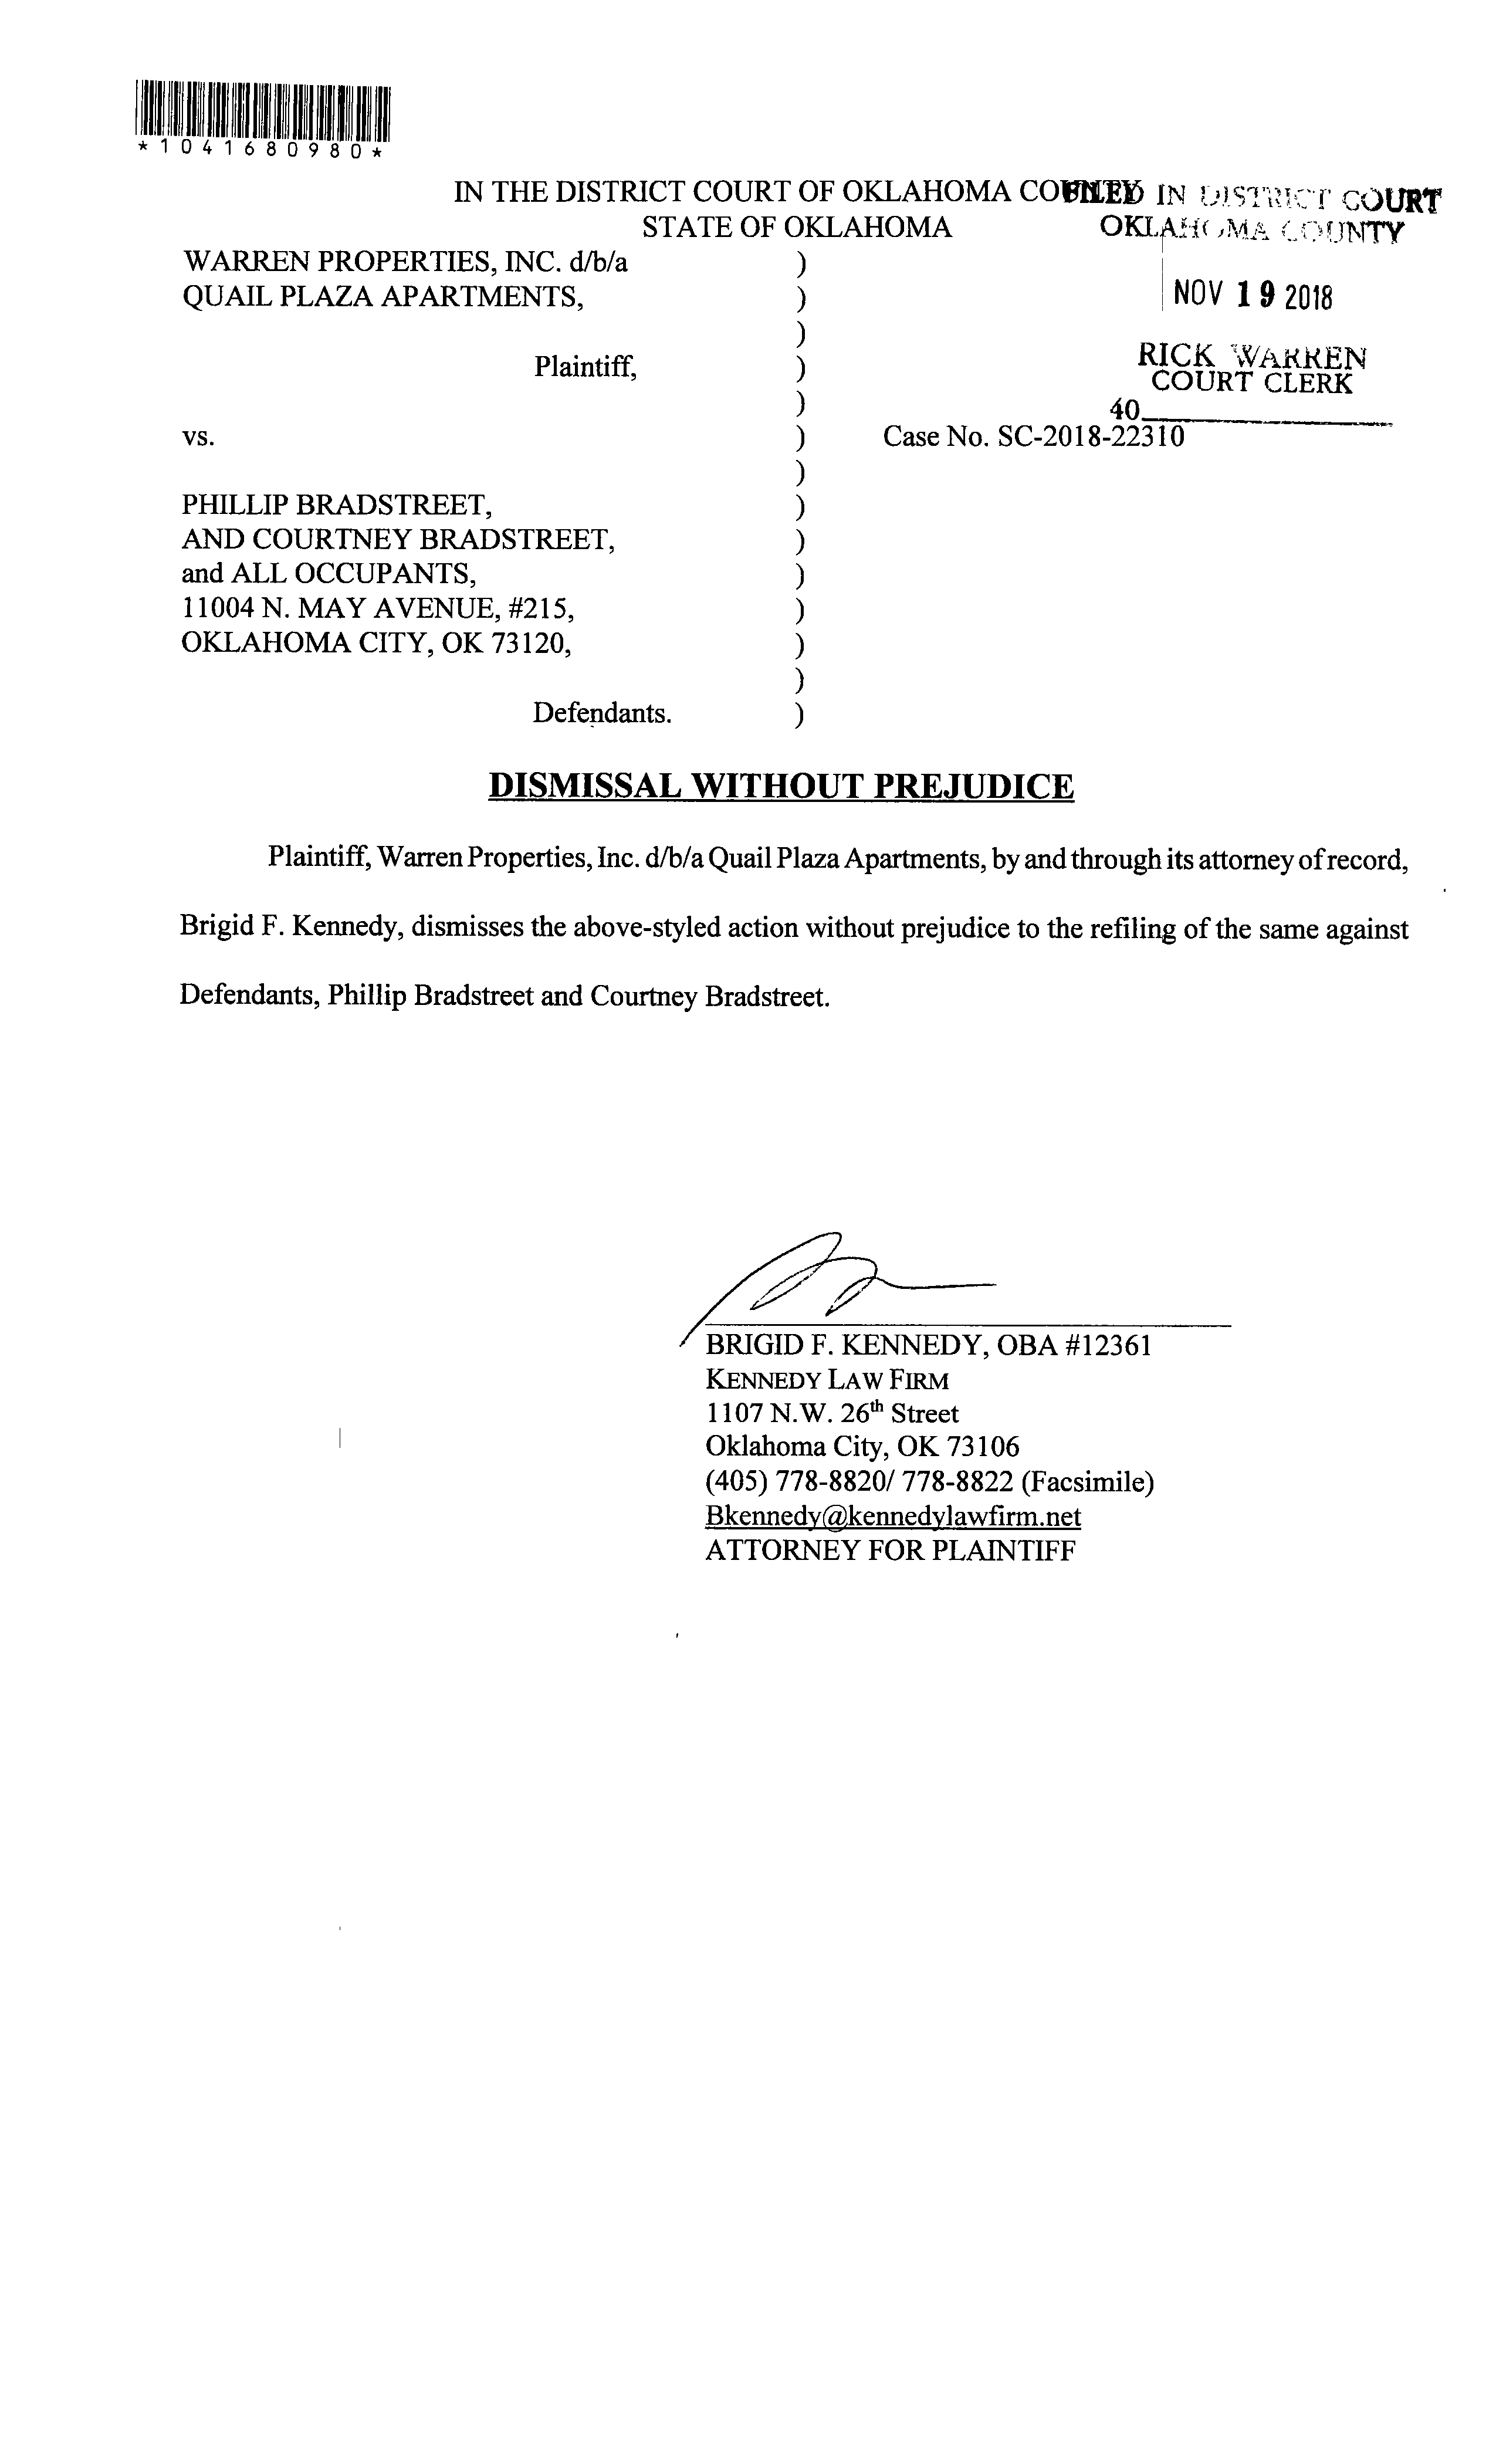 *1041680980*
IN THE DISTRICT COURT OF OKLAHOMA COUNTY
STATE OF OKLAHOMA
FILED IN DISTRICT COURT
OKLAHOMA COUNTY
NOV 19 2018
RICK WARREN
COURT CLERK
40
WARREN PROPERTIES, INC. d/b/a )
QUAIL PLAZA APARTMENTS, )
)
Plaintiff, )
)
vs. ) Case No. SC-2018-22310
)
PHILLIP BRADSTREET, )
AND COURTNEY BRADSTREET, )
and ALL OCCUPANTS, )
11004 N. MAY AVENUE, #215, )
OKLAHOMA CITY, OK 73120, )
)
Defendants. )
DISMISSAL WITHOUT PREJUDICE
Plaintiff, Warren Properties, Inc. d/b/a Quail Plaza Apartments, by and through its attorney of record,
Brigid F. Kennedy, dismisses the above-styled action without prejudice to the refiling of the same against
Defendants, Phillip Bradstreet and Courtney Bradstreet.
BRIGID F. KENNEDY, OBA #12361
KENNEDY LAW FIRM
1107 N.W. 26th Street
Oklahoma City, OK 73106
(405) 778-8820/ 778-8822 (Facsimile)
Bkennedy@kennedylawfirm.net
ATTORNEY FOR PLAINTIFF